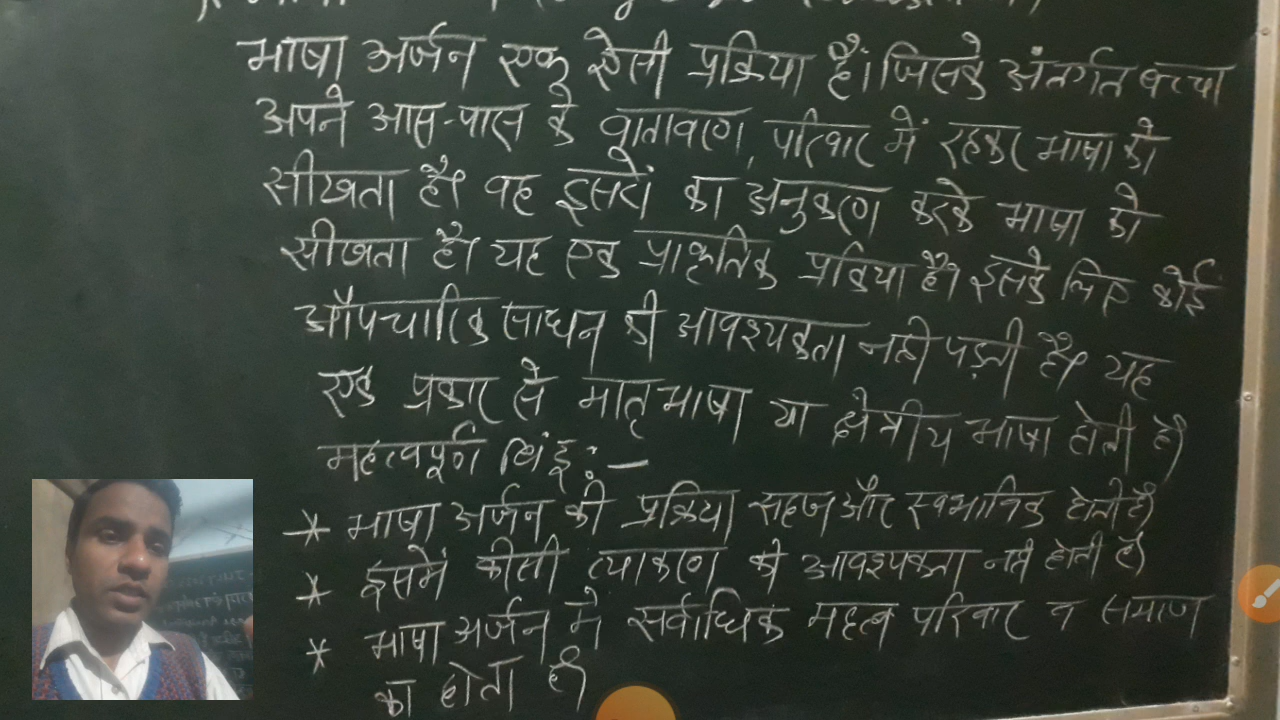 भाषा अर्जन एक ऐसी प्रक्रिया है। जिसके अंतर्गत बच्चा
अपने आस-पास के वातावरण, परिवार में रहकर भाषा को
सीखता है। वह दूसरों का अनुकरण करके भाषा को
सीखता है। यह एक प्राकृतिक प्रक्रिया है। इसके लिए कोई
औपचारिक साधन की आवश्यकता नही पड़ती है। यह
एक प्रकार से मातृभाषा या क्षेत्रीय भाषा होती है।
महत्वपूर्ण बिंदु :-
* भाषा अर्जन की प्रक्रिया सहज और स्वभाविक होती है।
* इसमें कीसी व्याकरण की आवश्यकता नही होती है।
* भाषा अर्जन मे सर्वाधिक महत्व परिवार व समाज
का होता है।